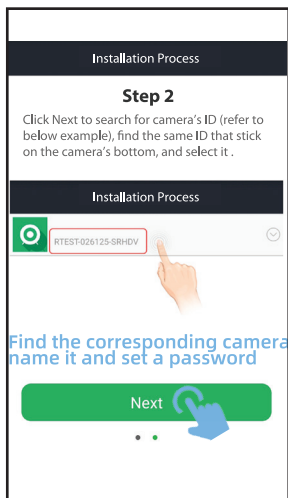 Installation Process
Step 2
Click Next to search for camera's ID (refer to
below example), find the same ID that stick
on the camera's bottom, and select it .
Installation Process
RTEST-026125-SRHDV
Find the corresponding camera
name it and set a password
Next